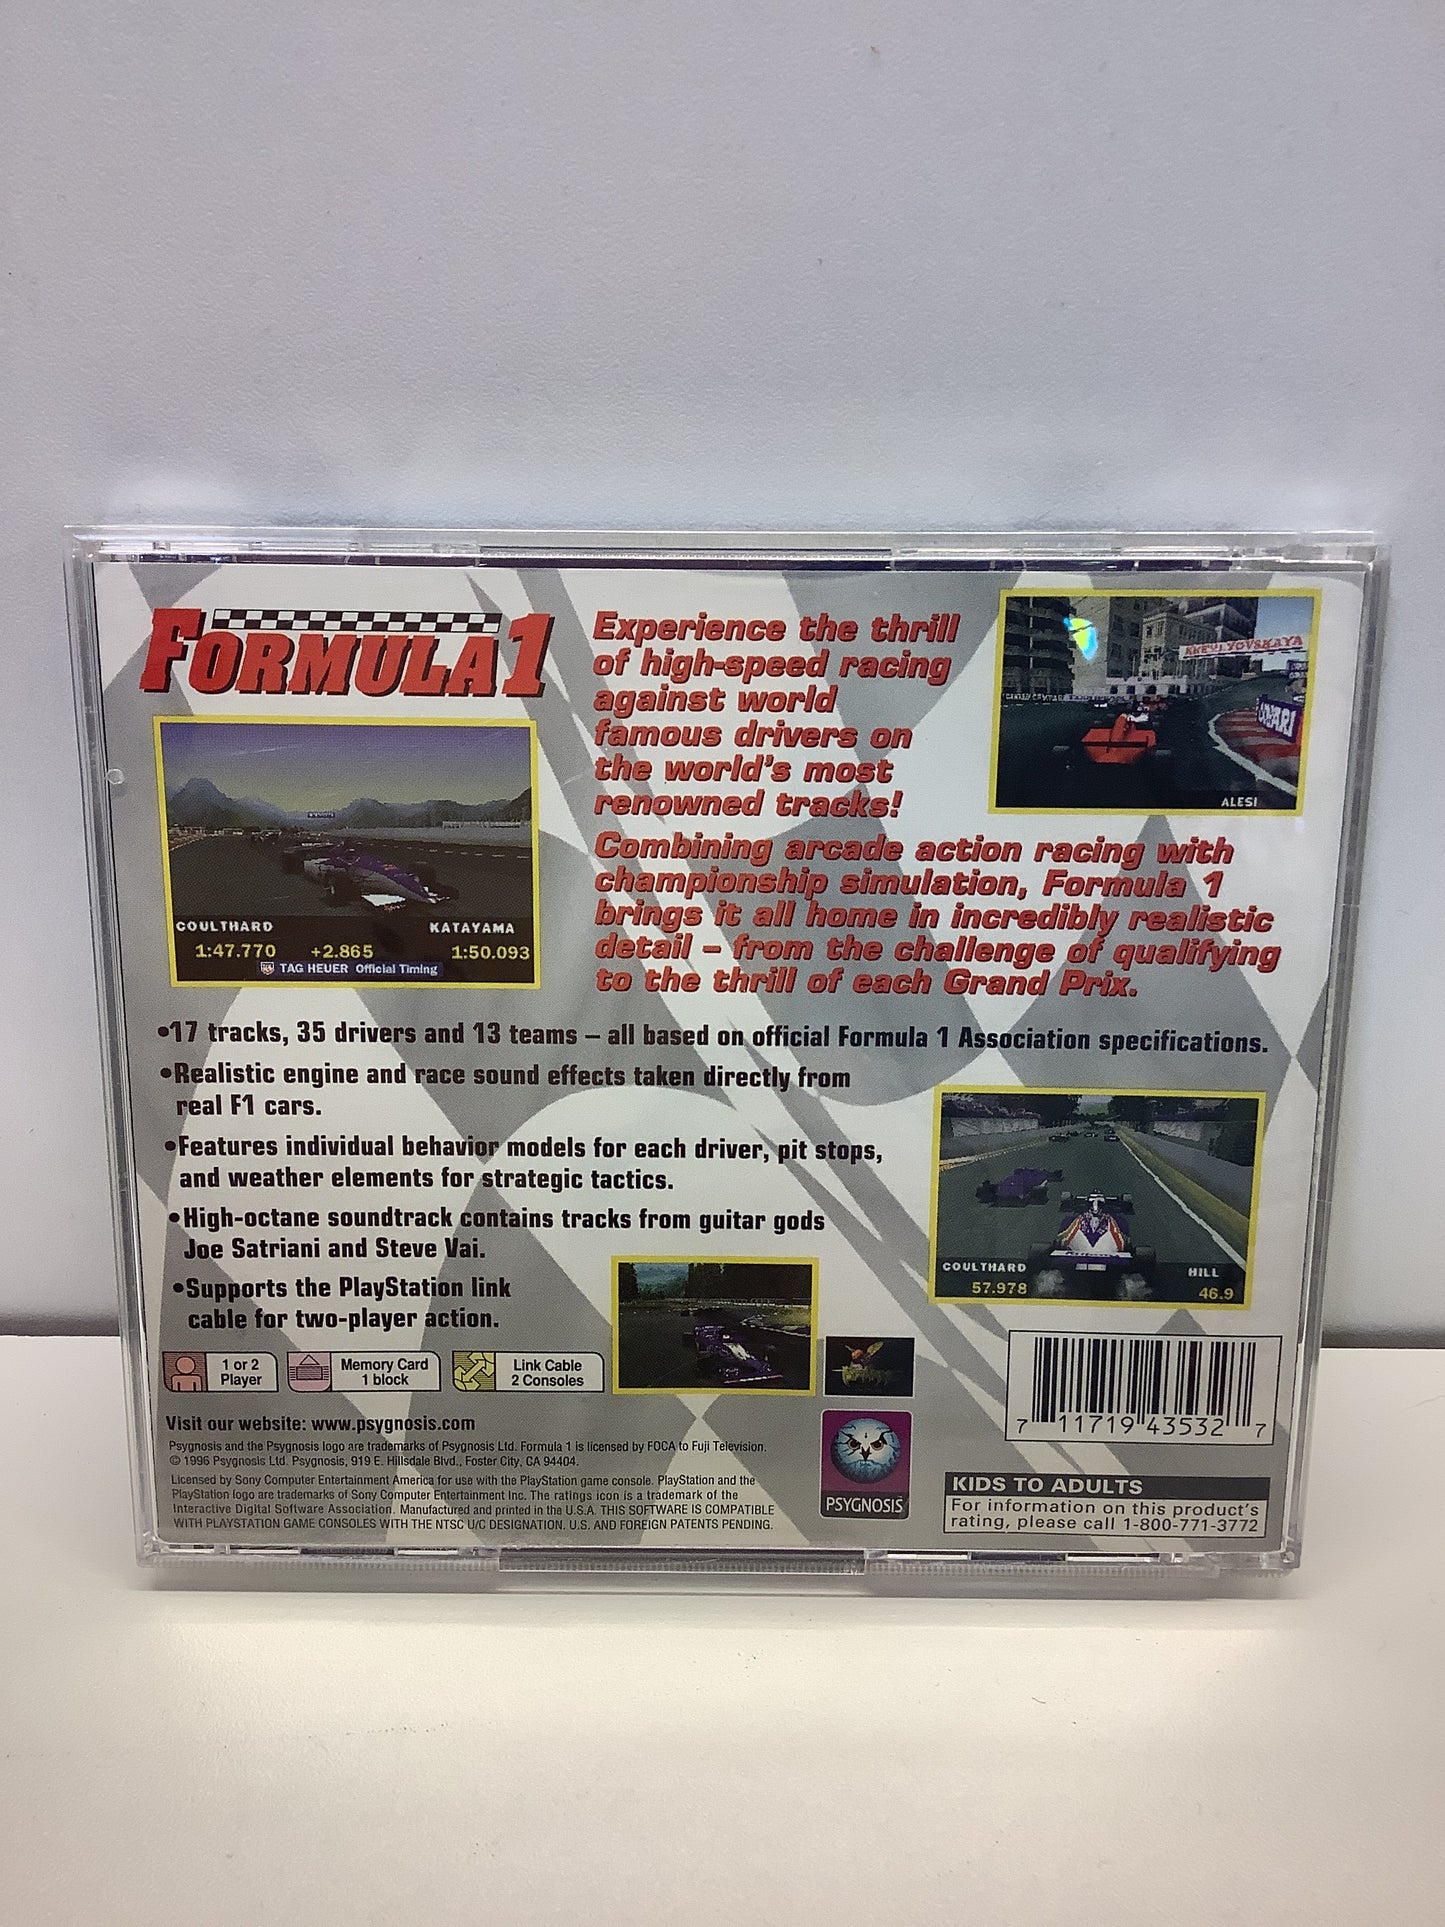 FORMULA 1
Experience the thrill
of high-speed racing
against world
famous drivers on
the world's most
renowned tracks!
ALESI
Combining arcade action racing with
championship simulation, Formula 1
brings it all home in incredibly realistic
detail – from the challenge of qualifying
to the thrill of each Grand Prix.
COULTHARD KATAYAMA
1:47.770 +2.865 1:50.093
TAG HEUER Official Timing
•17 tracks, 35 drivers and 13 teams – all based on official Formula 1 Association specifications.
•Realistic engine and race sound effects taken directly from
real F1 cars.
•Features individual behavior models for each driver, pit stops,
and weather elements for strategic tactics.
•High-octane soundtrack contains tracks from guitar gods
Joe Satriani and Steve Vai.
•Supports the PlayStation link
cable for two-player action.
COULTHARD HILL
57.978 46.9
1 or 2
Player
Memory Card
1 block
Link Cable
2 Consoles
7 11719 43532 7
Visit our website: www.psygnosis.com
Psygnosis and the Psygnosis logo are trademarks of Psygnosis Ltd. Formula 1 is licensed by FOCA to Fuji Television.
© 1996 Psygnosis Ltd. Psygnosis, 919 E. Hillsdale Blvd., Foster City, CA 94404.
Licensed by Sony Computer Entertainment America for use with the PlayStation game console. PlayStation and the
PlayStation logo are trademarks of Sony Computer Entertainment Inc. The ratings icon is a trademark of the
Interactive Digital Software Association. Manufactured and printed in the U.S.A. THIS SOFTWARE IS COMPATIBLE
WITH PLAYSTATION GAME CONSOLES WITH THE NTSC U/C DESIGNATION. U.S. AND FOREIGN PATENTS PENDING.
PSYGNOSIS™
KIDS TO ADULTS
For information on this product's
rating, please call 1-800-771-3772